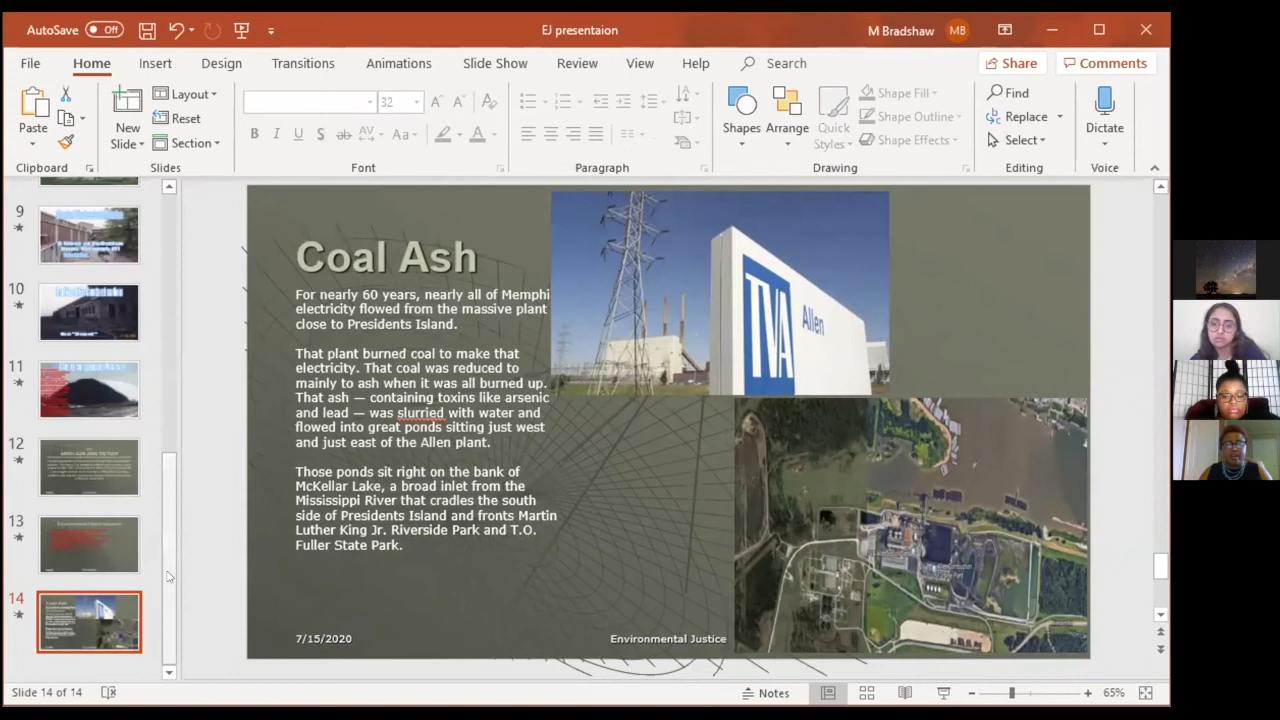 AutoSave Off
EJ presentaion
M Bradshaw MB
File Home Insert Design Transitions Animations Slide Show Review View Help Search Share Comments
Paste
New
Slide
Layout
Reset
Section
32
Shapes
Arrange
Quick
Styles
Shape Fill
Shape Outline
Shape Effects
Find
Replace
Select
Dictate
Clipboard Slides Font Paragraph Drawing Editing Voice
9
10
11
12
13
14
Coal Ash
For nearly 60 years, nearly all of Memphi
electricity flowed from the massive plant
close to Presidents Island.
That plant burned coal to make that
electricity. That coal was reduced to
mainly to ash when it was all burned up.
That ash — containing toxins like arsenic
and lead — was slurried with water and
flowed into great ponds sitting just west
and just east of the Allen plant.
Those ponds sit right on the bank of
McKellar Lake, a broad inlet from the
Mississippi River that cradles the south
side of Presidents Island and fronts Martin
Luther King Jr. Riverside Park and T.O.
Fuller State Park.
TVA
Allen
7/15/2020
Environmental Justice
Slide 14 of 14
Notes
65%